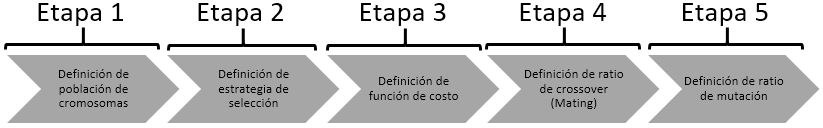 Etapa 1
Etapa 2
Etapa 3
Etapa 4
Etapa 5
Definición de
población de
cromosomas
Definición de
estrategia de
selección
Definición de
función de costo
Definición de ratio
de crossover
(Mating)
Definición de ratio
de mutación